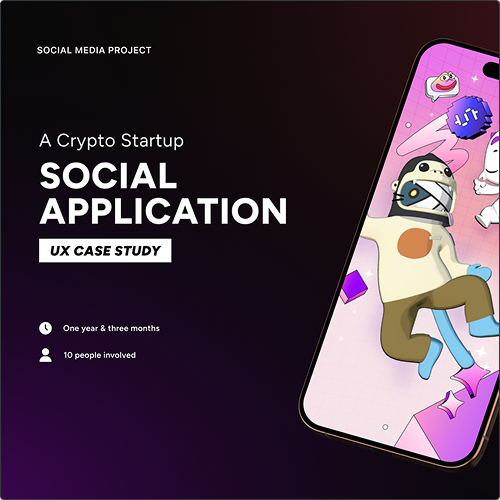 SOCIAL MEDIA PROJECT
A Crypto Startup
SOCIAL
APPLICATION
UX CASE STUDY
One year & three months
10 people involved